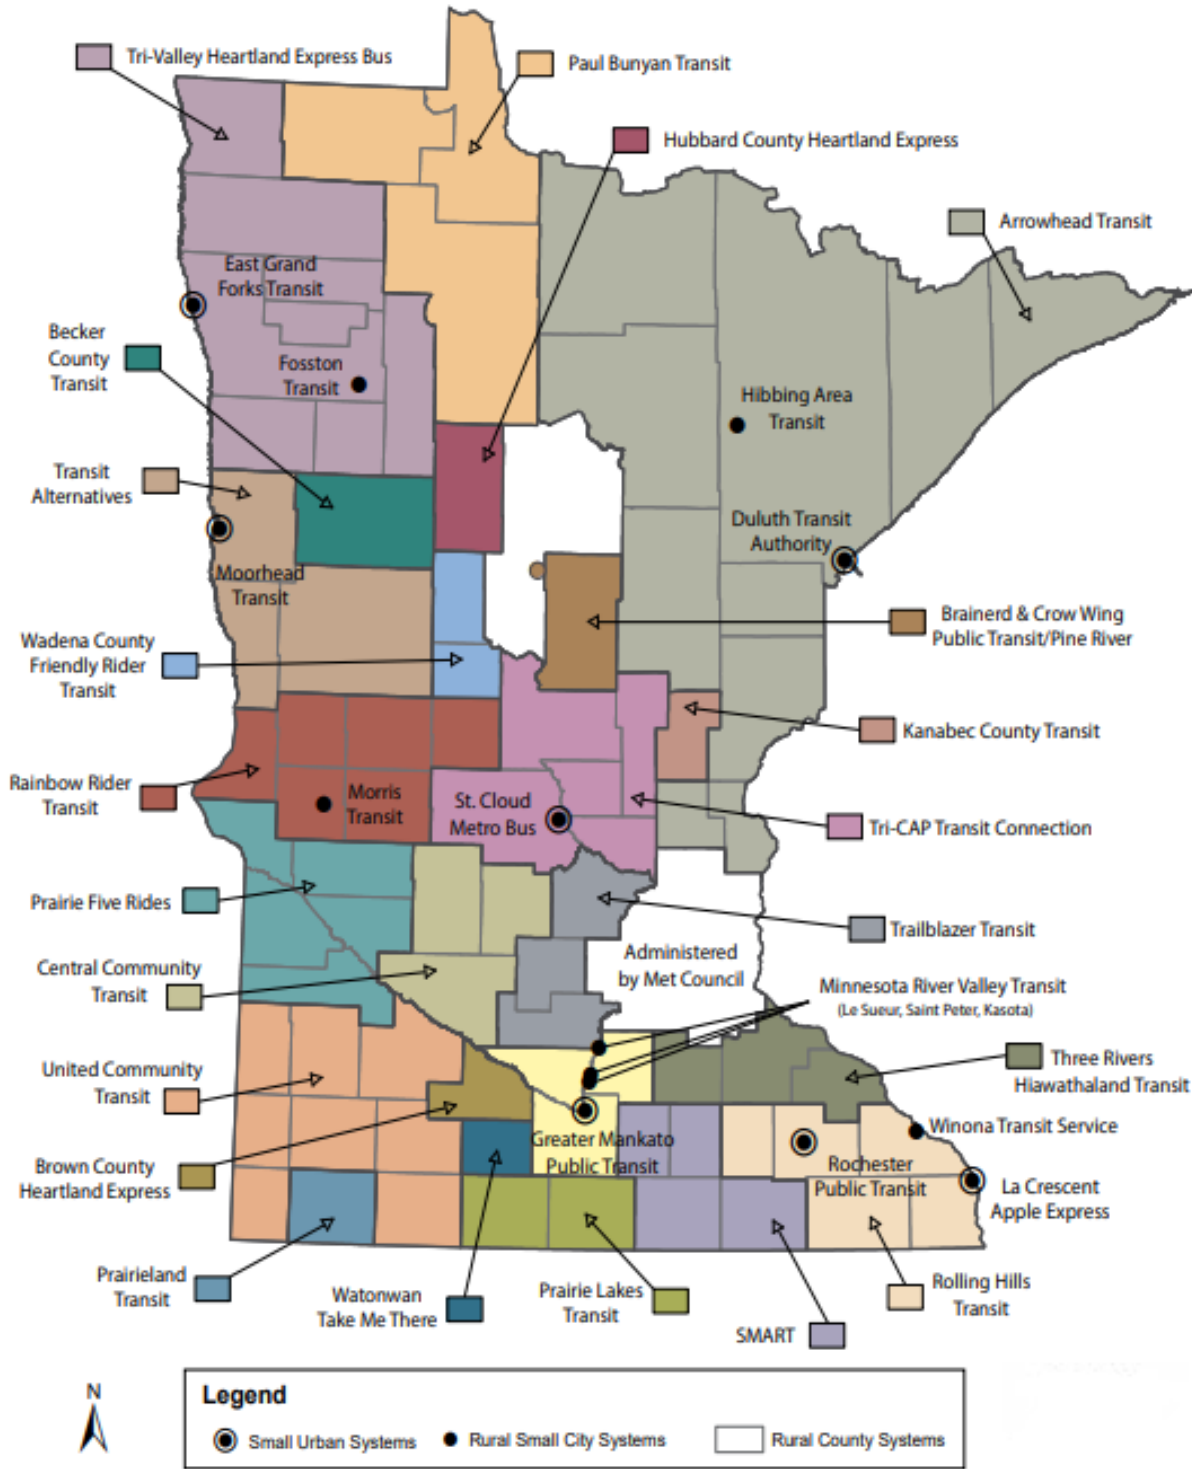 Tri-Valley Heartland Express Bus
Paul Bunyan Transit
Hubbard County Heartland Express
Arrowhead Transit
East Grand
Forks Transit
Becker
County
Transit
Fosston
Transit
Hibbing Area
Transit
Transit
Alternatives
Duluth Transit
Authority
Moorhead
Transit
Brainerd & Crow Wing
Public Transit/Pine River
Wadena County
Friendly Rider
Transit
Kanabec County Transit
Rainbow Rider
Transit
Morris
Transit
St. Cloud
Metro Bus
Tri-CAP Transit Connection
Prairie Five Rides
Trailblazer Transit
Administered
by Met Council
Central Community
Transit
Minnesota River Valley Transit
(Le Sueur, Saint Peter, Kasota)
United Community
Transit
Three Rivers
Hiawathaland Transit
Winona Transit Service
Greater Mankato
Public Transit
Brown County
Heartland Express
Rochester
Public Transit
La Crescent
Apple Express
Prairieland
Transit
Watonwan
Take Me There
Prairie Lakes
Transit
Rolling Hills
Transit
SMART
N
Legend
Small Urban Systems
Rural Small City Systems
Rural County Systems